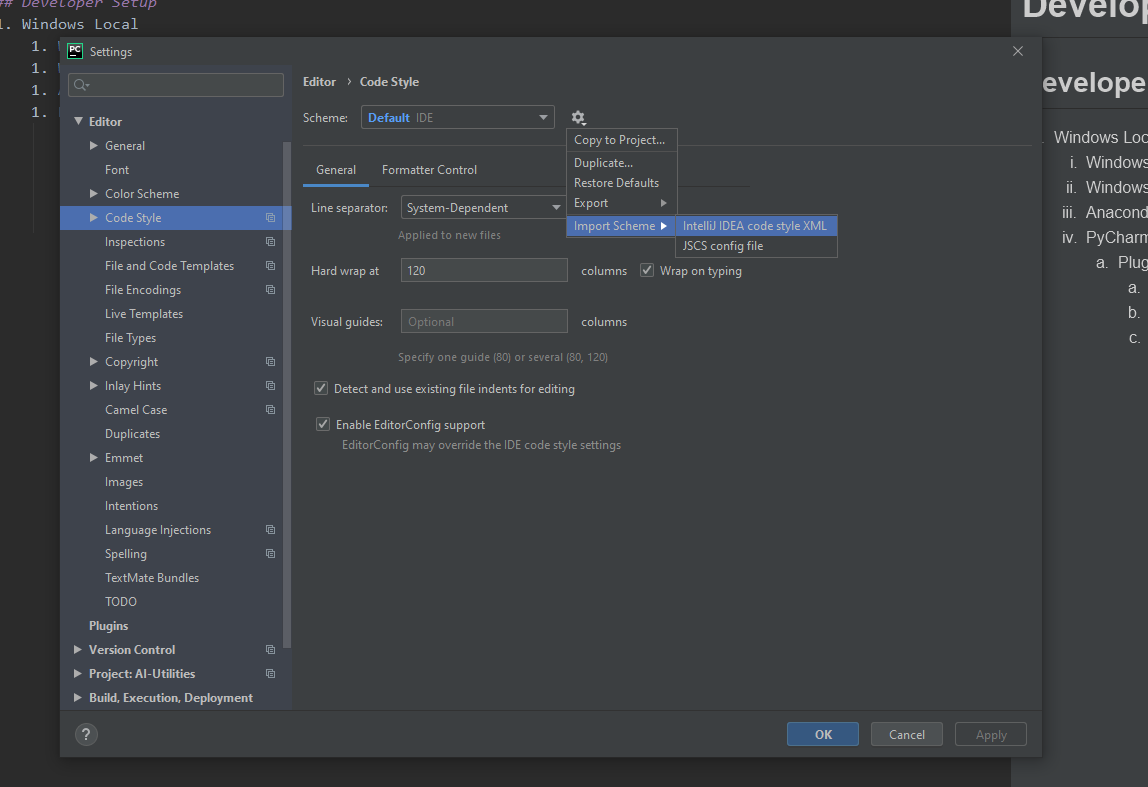 ## Developer Setup
1. Windows Local
1.
1.
1.
1.
PC Settings
Editor › Code Style
Scheme: Default IDE
Copy to Project...
Duplicate...
Restore Defaults
Export
Import Scheme
IntelliJ IDEA code style XML
JSCS config file
General Formatter Control
Line separator: System-Dependent
Applied to new files
Hard wrap at 120 columns Wrap on typing
Visual guides: Optional columns
Specify one guide (80) or several (80, 120)
Detect and use existing file indents for editing
Enable EditorConfig support
EditorConfig may override the IDE code style settings
Editor
General
Font
Color Scheme
Code Style
Inspections
File and Code Templates
File Encodings
Live Templates
File Types
Copyright
Inlay Hints
Camel Case
Duplicates
Emmet
Images
Intentions
Language Injections
Spelling
TextMate Bundles
TODO
Plugins
Version Control
Project: AI-Utilities
Build, Execution, Deployment
? OK Cancel Apply
Develop
evelope
Windows Loc
i. Windows
ii. Windows
iii. Anacond
iv. PyCharm
a. Plug
a.
b.
c.